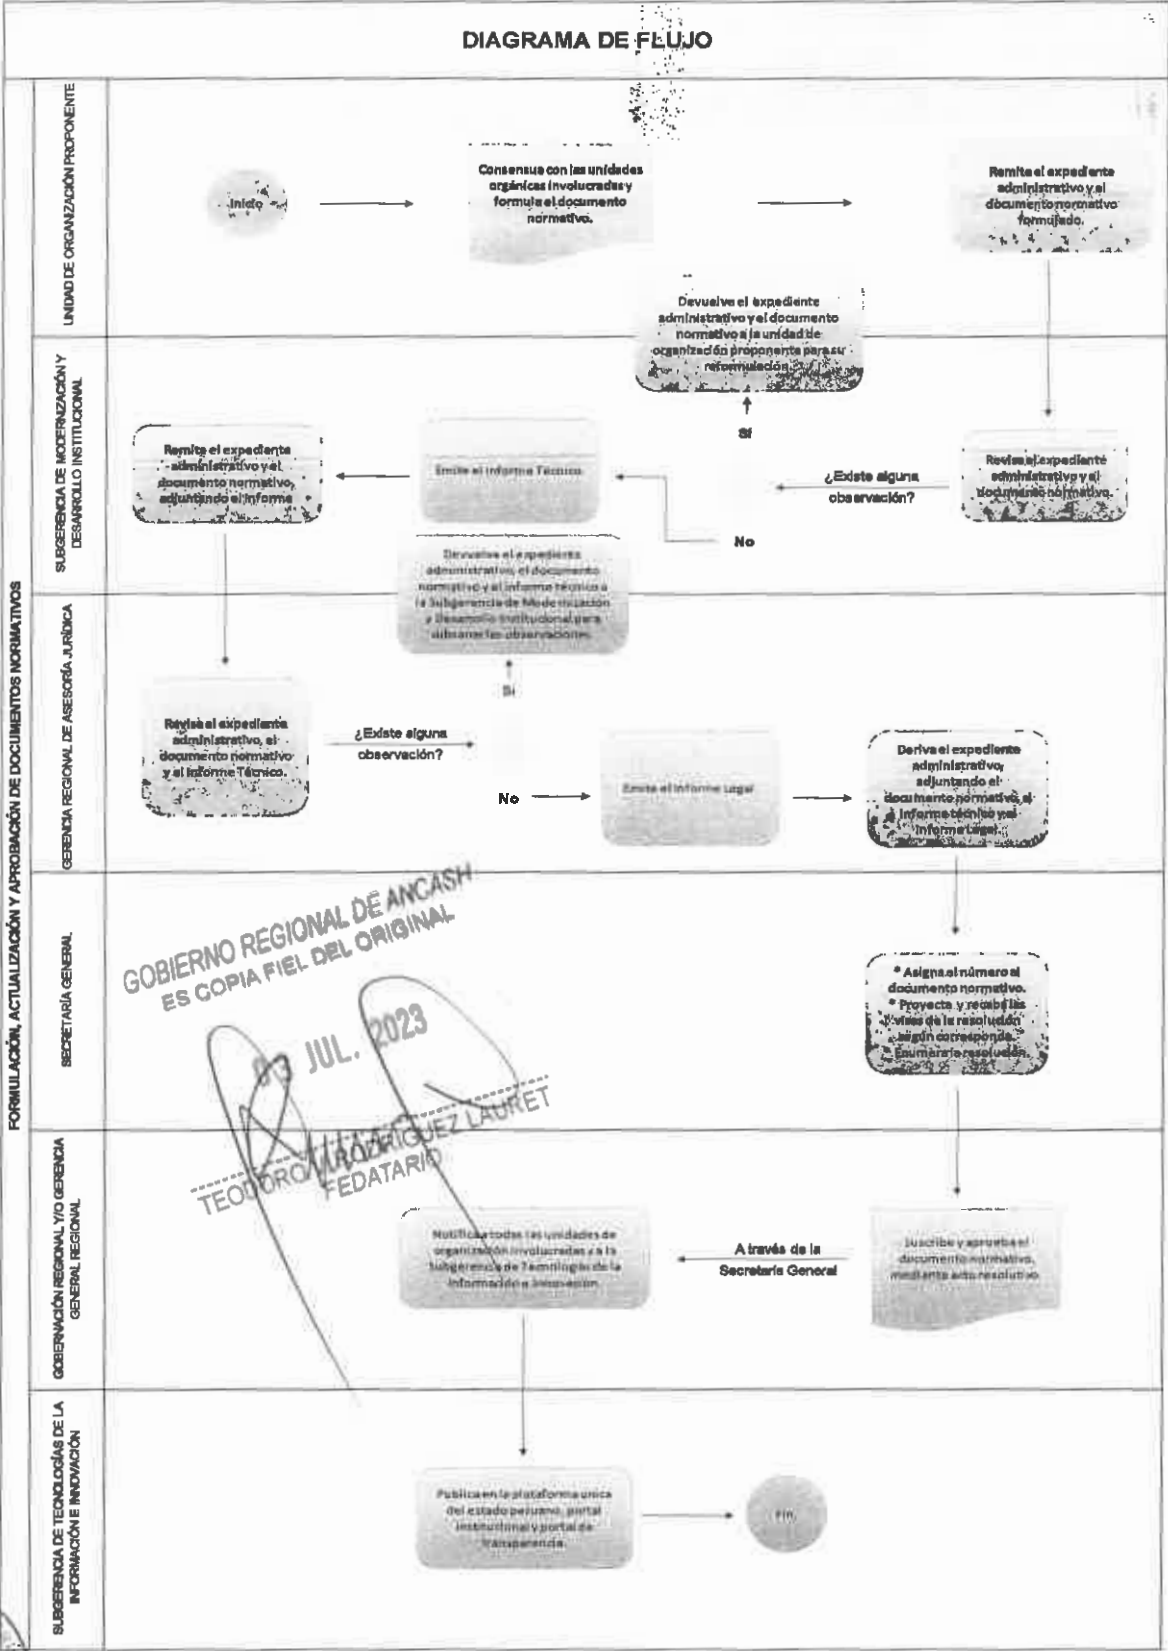 DIAGRAMA DE FLUJO
FORMULACIÓN, ACTUALIZACIÓN Y APROBACIÓN DE DOCUMENTOS NORMATIVOS
UNIDAD DE ORGANIZACIÓN PROPONENTE
Inicio
Consensua con las unidades
orgánicas involucradas y
formula el documento
normativo.
Remite el expediente
administrativo y el
documento normativo
formulado.
SUBGERENCIA DE MODERNIZACIÓN Y
DESARROLLO INSTITUCIONAL
Devuelve el expediente
administrativo y el documento
normativo a la unidad de
organización proponente para su
reformulación.
Sí
Revisa el expediente
administrativo y el
documento normativo.
¿Existe alguna
observación?
No
Emite el Informe Técnico
Remite el expediente
administrativo y el
documento normativo,
adjuntando el Informe
GERENCIA REGIONAL DE ASESORÍA JURÍDICA
Devuelve el expediente
administrativo, el documento
normativo y el informe técnico a
la Subgerencia de Modernización
y Desarrollo Institucional para
subsanar las observaciones.
Sí
Revisa el expediente
administrativo, el
documento normativo
y el Informe Técnico.
¿Existe alguna
observación?
No
Emite el Informe Legal
Deriva el expediente
administrativo,
adjuntando el
documento normativo, el
Informe técnico y el
Informe Legal.
SECRETARÍA GENERAL
* Asigna el número al
documento normativo.
* Proyecta y recaba las
visas de la resolución
según corresponda.
Enumera la resolución.
GOBIERNO REGIONAL DE ANCASH
ES COPIA FIEL DEL ORIGINAL
JUL. 2023
TEODORO V. RODRIGUEZ LAURET
FEDATARIO
GOBERNACIÓN REGIONAL Y/O GERENCIA
GENERAL REGIONAL
Suscribe y aprueba el
documento normativo,
mediante acto resolutivo
A través de la
Secretaría General
Notifica a todas las unidades de
organización involucradas y a la
Subgerencia de Tecnologías de la
Información e Innovación.
SUBGERENCIA DE TECNOLOGÍAS DE LA
INFORMACIÓN E INNOVACIÓN
Publica en la plataforma unica
del estado peruano, portal
institucional y portal de
transparencia.
Fin